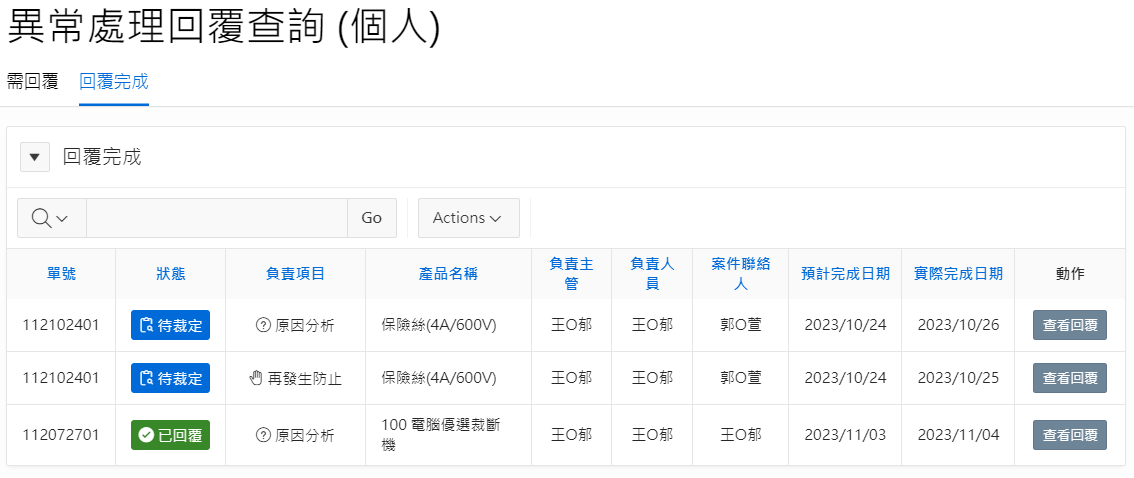 異常處理回覆查詢 (個人)
需回覆 回覆完成
回覆完成
Go Actions
單號 狀態 負責項目 產品名稱 負責主管 負責人員 案件聯絡人 預計完成日期 實際完成日期 動作
112102401 待裁定 原因分析 保險絲(4A/600V) 王O郁 王O郁 郭O萱 2023/10/24 2023/10/26 查看回覆
112102401 待裁定 再發生防止 保險絲(4A/600V) 王O郁 王O郁 郭O萱 2023/10/24 2023/10/25 查看回覆
112072701 已回覆 原因分析 100 電腦優選裁斷機 王O郁 王O郁 王O郁 2023/11/03 2023/11/04 查看回覆